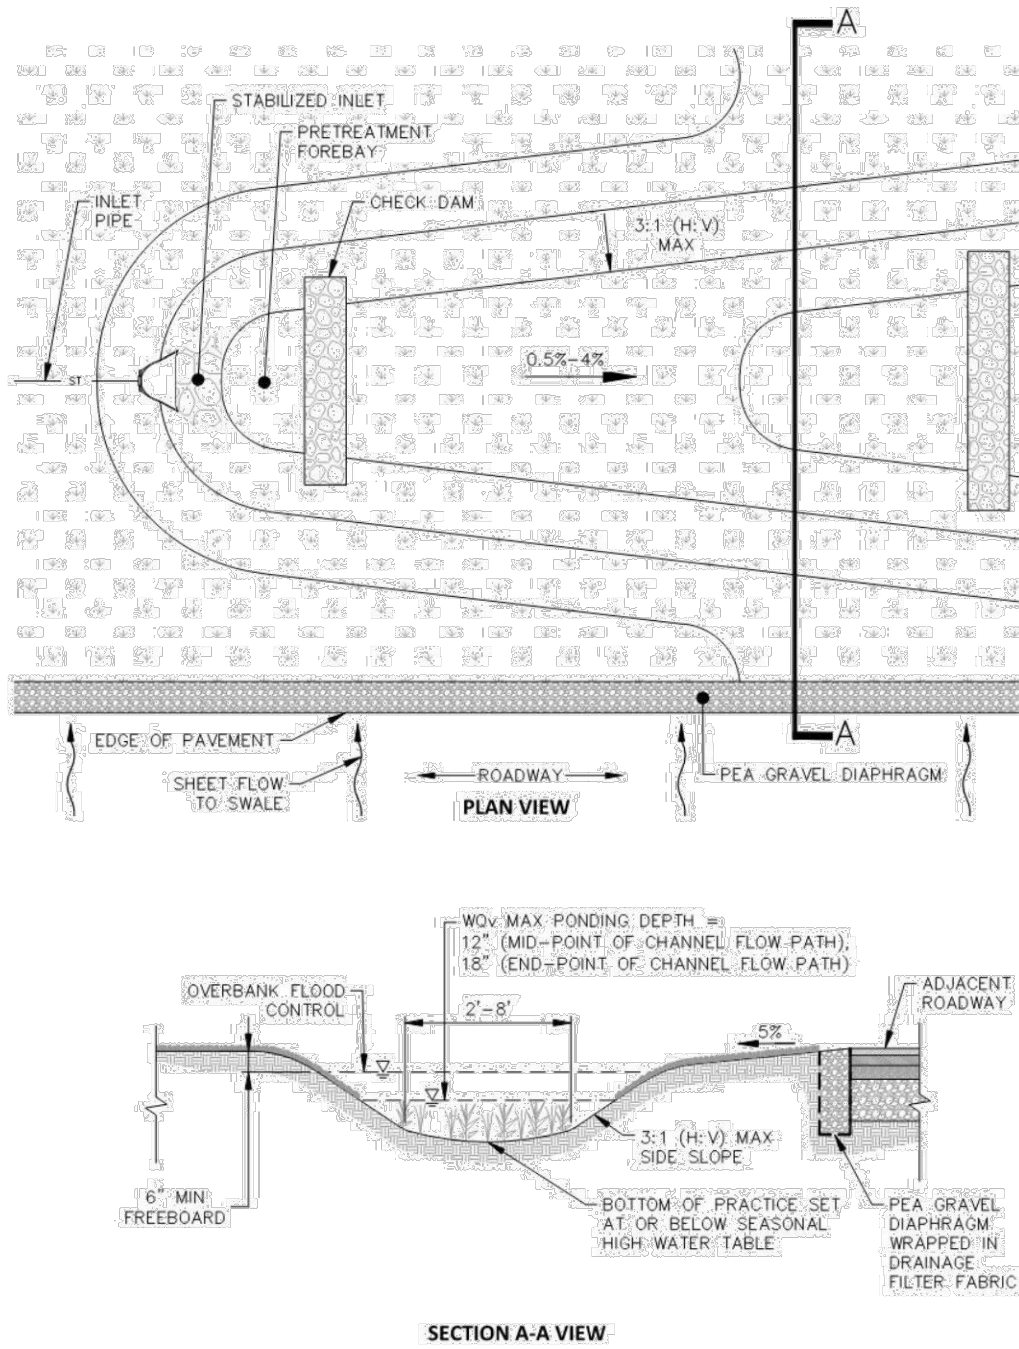 A
STABILIZED INLET
PRETREATMENT
FOREBAY
INLET
PIPE
CHECK DAM
3:1 (H:V)
MAX
0.5%-4%
ST
A
EDGE OF PAVEMENT
SHEET FLOW
TO SWALE
ROADWAY
PEA GRAVEL DIAPHRAGM
PLAN VIEW
WQv MAX PONDING DEPTH =
12" (MID-POINT OF CHANNEL FLOW PATH),
18" (END-POINT OF CHANNEL FLOW PATH)
OVERBANK FLOOD
CONTROL
2'-8'
ADJACENT
ROADWAY
5%
3:1 (H:V) MAX
SIDE SLOPE
6" MIN
FREEBOARD
BOTTOM OF PRACTICE SET
AT OR BELOW SEASONAL
HIGH WATER TABLE
PEA GRAVEL
DIAPHRAGM
WRAPPED IN
DRAINAGE
FILTER FABRIC
SECTION A-A VIEW